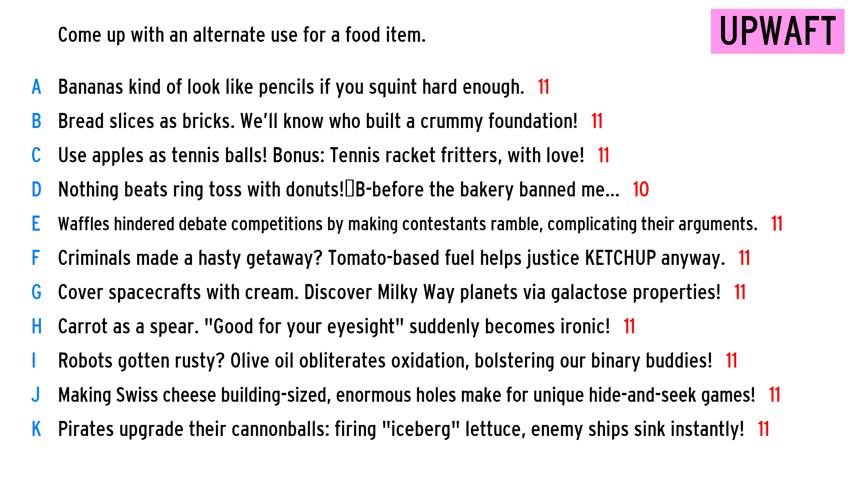 Come up with an alternate use for a food item.
UPWAFT
A Bananas kind of look like pencils if you squint hard enough. 11
B Bread slices as bricks. We'll know who built a crummy foundation! 11
C Use apples as tennis balls! Bonus: Tennis racket fritters, with love! 11
D Nothing beats ring toss with donuts!▯B-before the bakery banned me... 10
E Waffles hindered debate competitions by making contestants ramble, complicating their arguments. 11
F Criminals made a hasty getaway? Tomato-based fuel helps justice KETCHUP anyway. 11
G Cover spacecrafts with cream. Discover Milky Way planets via galactose properties! 11
H Carrot as a spear. "Good for your eyesight" suddenly becomes ironic! 11
I Robots gotten rusty? Olive oil obliterates oxidation, bolstering our binary buddies! 11
J Making Swiss cheese building-sized, enormous holes make for unique hide-and-seek games! 11
K Pirates upgrade their cannonballs: firing "iceberg" lettuce, enemy ships sink instantly! 11